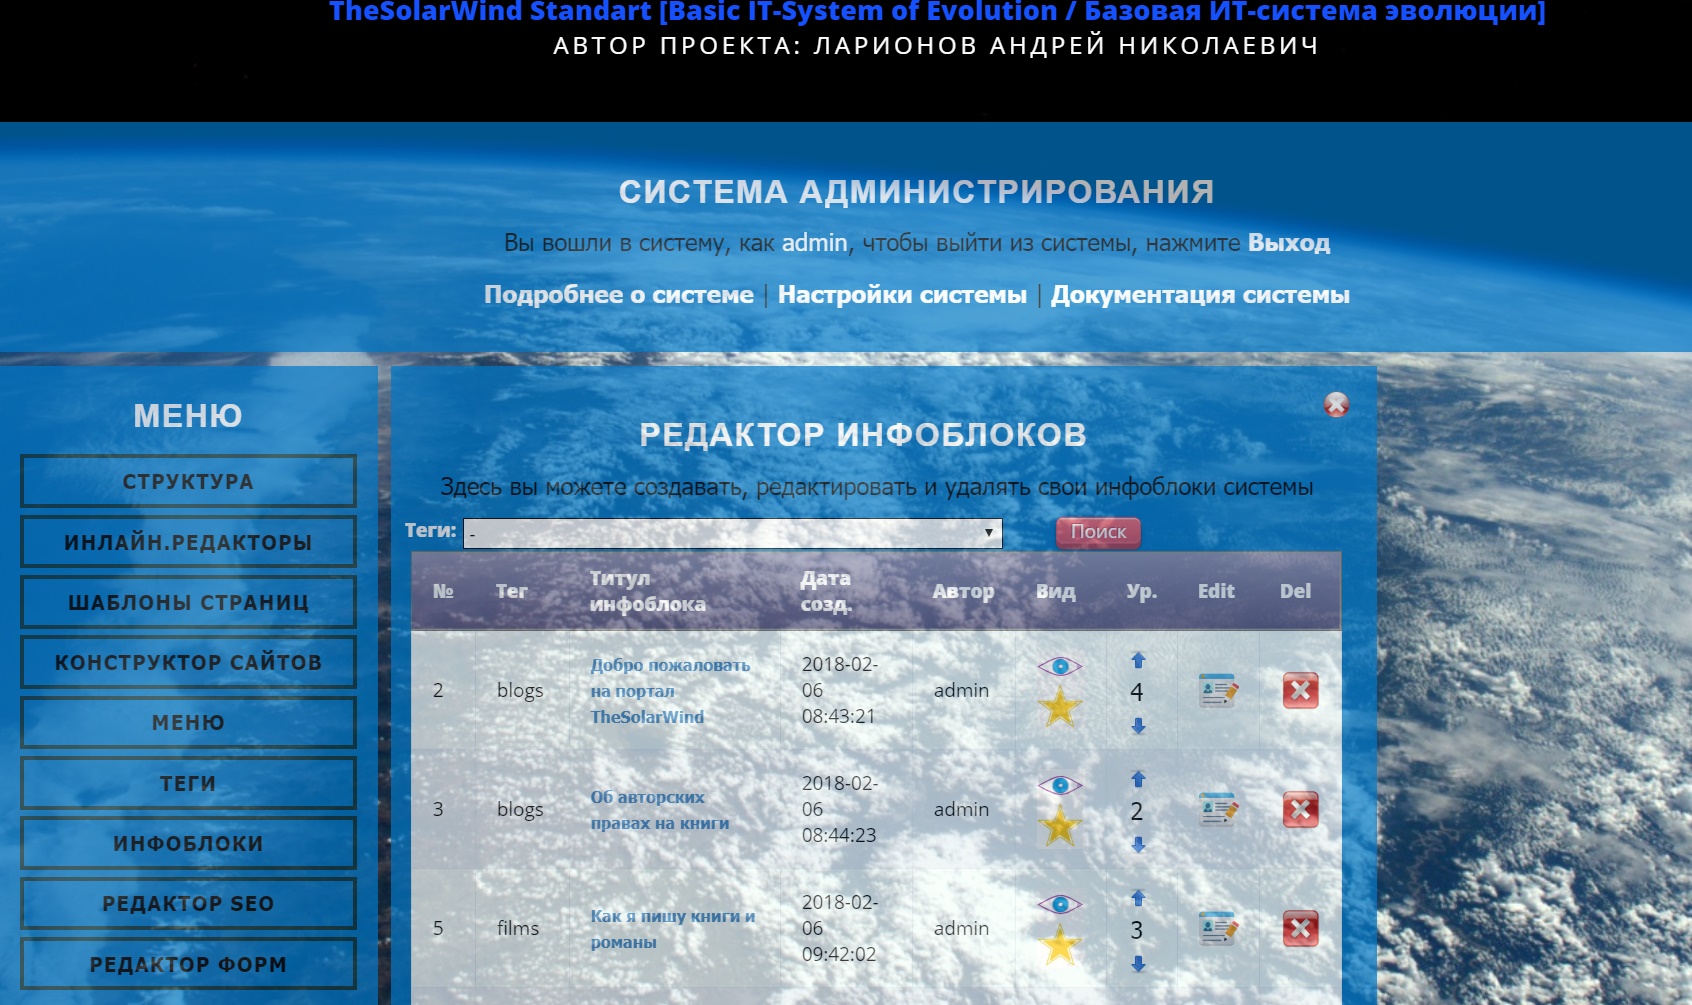 TheSolarWind Standart [Basic IT-System of Evolution / Базовая ИТ-система эволюции]
АВТОР ПРОЕКТА: ЛАРИОНОВ АНДРЕЙ НИКОЛАЕВИЧ
СИСТЕМА АДМИНИСТРИРОВАНИЯ
Вы вошли в систему, как admin, чтобы выйти из системы, нажмите Выход
Подробнее о системе | Настройки системы | Документация системы
МЕНЮ
СТРУКТУРА
ИНЛАЙН.РЕДАКТОРЫ
ШАБЛОНЫ СТРАНИЦ
КОНСТРУКТОР САЙТОВ
МЕНЮ
ТЕГИ
ИНФОБЛОКИ
РЕДАКТОР SEO
РЕДАКТОР ФОРМ
РЕДАКТОР ИНФОБЛОКОВ
Здесь вы можете создавать, редактировать и удалять свои инфоблоки системы
Теги: - Поиск
№ Тег Титул инфоблока Дата созд. Автор Вид Ур. Edit Del
2 blogs Добро пожаловать на портал TheSolarWind 2018-02-06 08:43:21 admin 4
3 blogs Об авторских правах на книги 2018-02-06 08:44:23 admin 2
5 films Как я пишу книги и романы 2018-02-06 09:42:02 admin 3